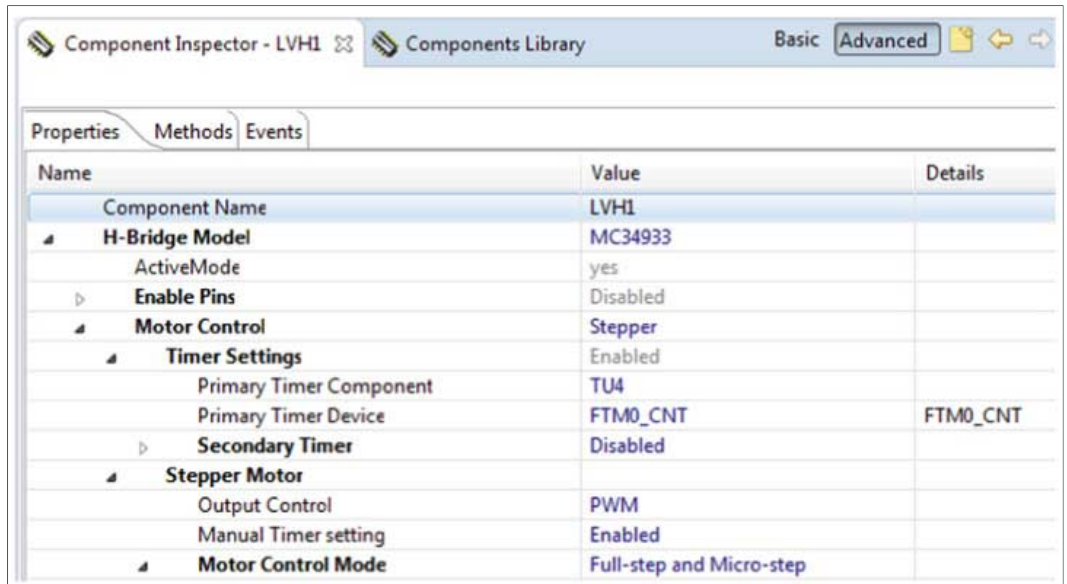 Component Inspector - LVH1 Components Library Basic Advanced
Properties Methods Events
Name Value Details
Component Name LVH1
H-Bridge Model MC34933
ActiveMode yes
Enable Pins Disabled
Motor Control Stepper
Timer Settings Enabled
Primary Timer Component TU4
Primary Timer Device FTM0_CNT FTM0_CNT
Secondary Timer Disabled
Stepper Motor
Output Control PWM
Manual Timer setting Enabled
Motor Control Mode Full-step and Micro-step